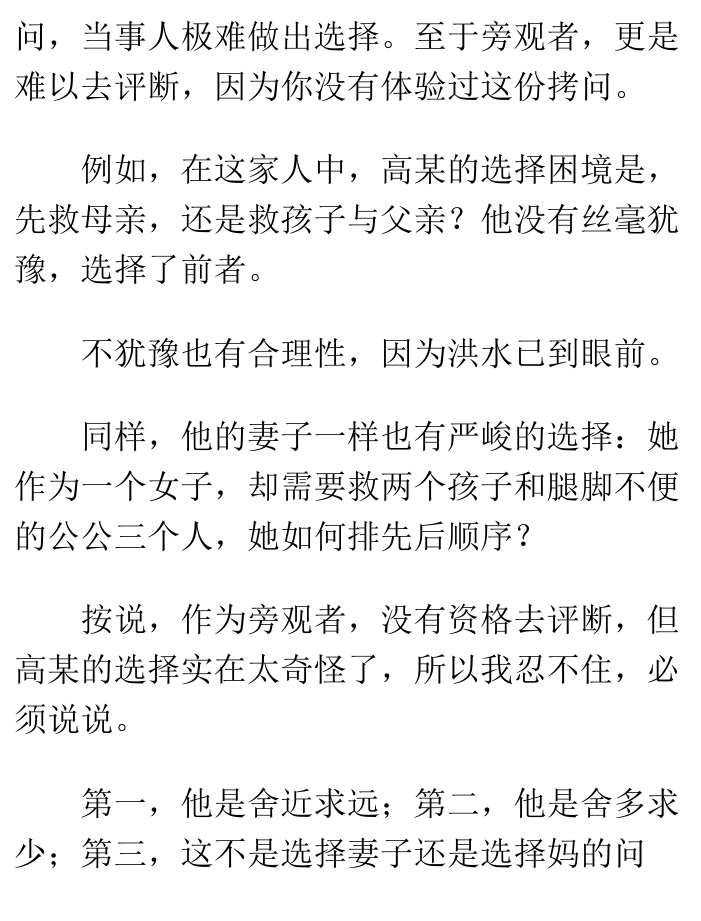 问，当事人极难做出选择。至于旁观者，更是
难以去评断，因为你没有体验过这份拷问。
例如，在这家人中，高某的选择困境是，
先救母亲，还是救孩子与父亲？他没有丝毫犹
豫，选择了前者。
不犹豫也有合理性，因为洪水已到眼前。
同样，他的妻子一样也有严峻的选择：她
作为一个女子，却需要救两个孩子和腿脚不便
的公公三个人，她如何排先后顺序？
按说，作为旁观者，没有资格去评断，但
高某的选择实在太奇怪了，所以我忍不住，必
须说说。
第一，他是舍近求远；第二，他是舍多求
少；第三，这不是选择妻子还是选择妈的问